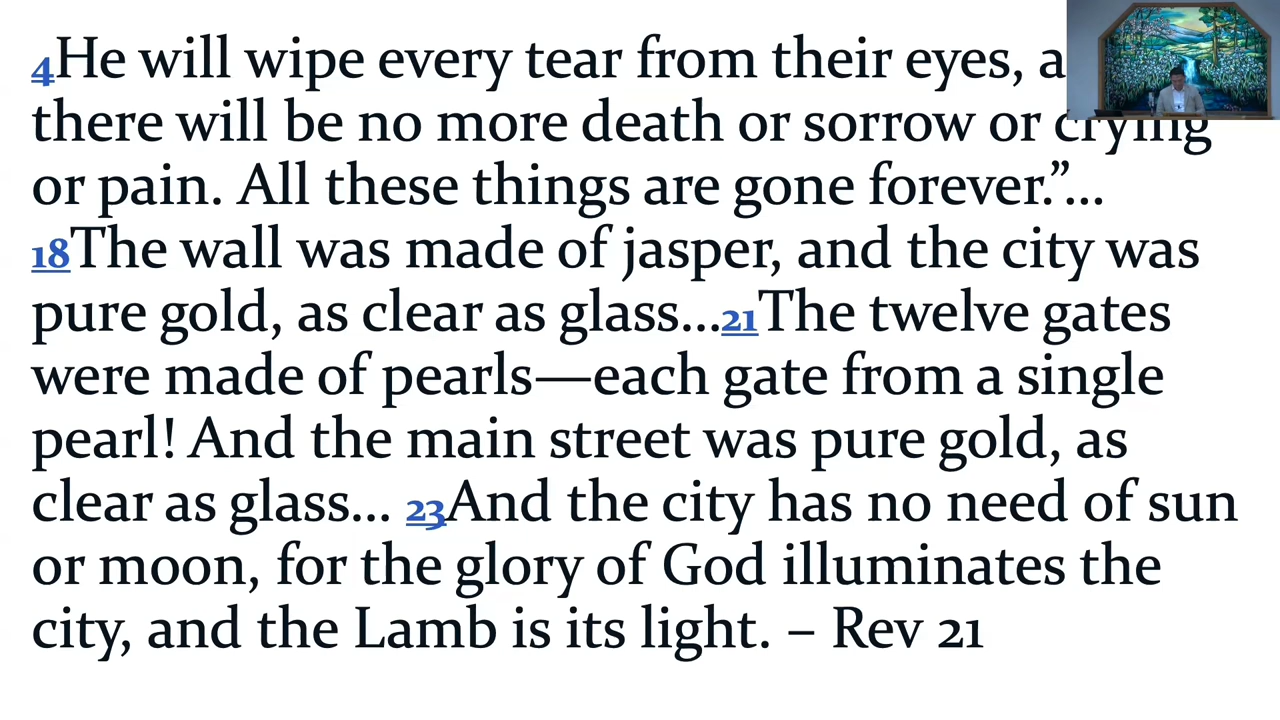 4He will wipe every tear from their eyes, a
there will be no more death or sorrow or crying
or pain. All these things are gone forever.”...
18The wall was made of jasper, and the city was
pure gold, as clear as glass...21The twelve gates
were made of pearls—each gate from a single
pearl! And the main street was pure gold, as
clear as glass... 23And the city has no need of sun
or moon, for the glory of God illuminates the
city, and the Lamb is its light. – Rev 21